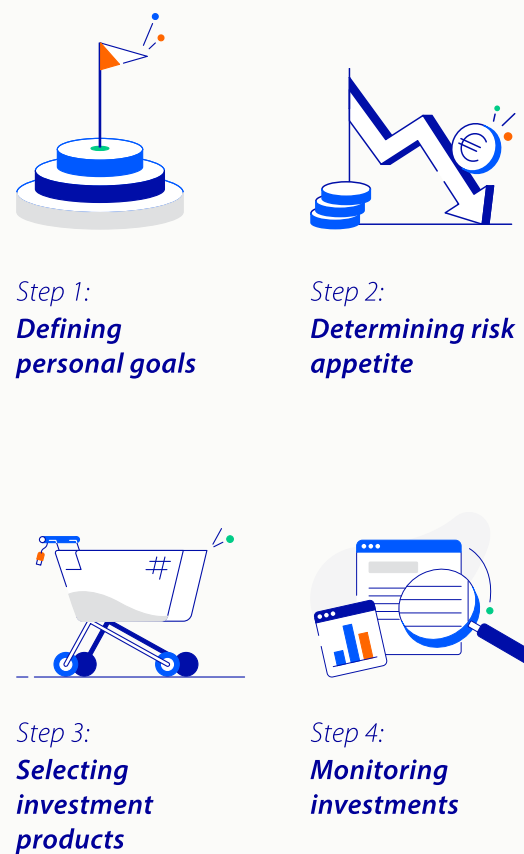 Step 1:
Defining
personal goals
Step 2:
Determining risk
appetite
Step 3:
Selecting
investment
products
Step 4:
Monitoring
investments